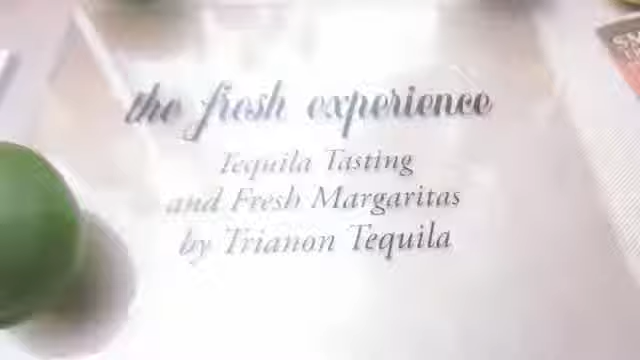 the fresh experience
Tequila Tasting
and Fresh Margaritas
by Trianon Tequila